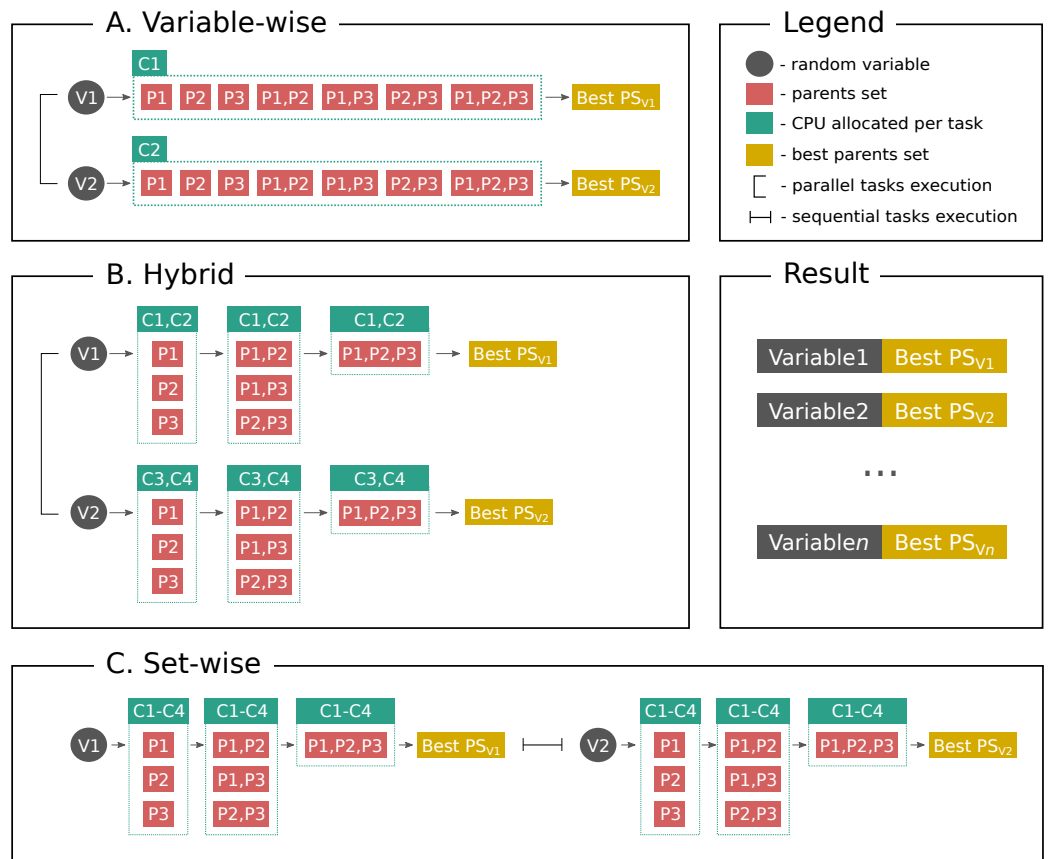 A. Variable-wise
C1
V1 P1 P2 P3 P1,P2 P1,P3 P2,P3 P1,P2,P3 Best PSV1
C2
V2 P1 P2 P3 P1,P2 P1,P3 P2,P3 P1,P2,P3 Best PSV2
Legend
- random variable
- parents set
- CPU allocated per task
- best parents set
- parallel tasks execution
- sequential tasks execution
B. Hybrid
C1,C2 C1,C2 C1,C2
V1 P1 P1,P2 P1,P2,P3 Best PSV1
P2 P1,P3
P3 P2,P3
C3,C4 C3,C4 C3,C4
V2 P1 P1,P2 P1,P2,P3 Best PSV2
P2 P1,P3
P3 P2,P3
Result
Variable1 Best PSV1
Variable2 Best PSV2
...
Variablen Best PSVn
C. Set-wise
C1-C4 C1-C4 C1-C4 C1-C4 C1-C4 C1-C4
V1 P1 P1,P2 P1,P2,P3 Best PSV1 V2 P1 P1,P2 P1,P2,P3 Best PSV2
P2 P1,P3 P2 P1,P3
P3 P2,P3 P3 P2,P3